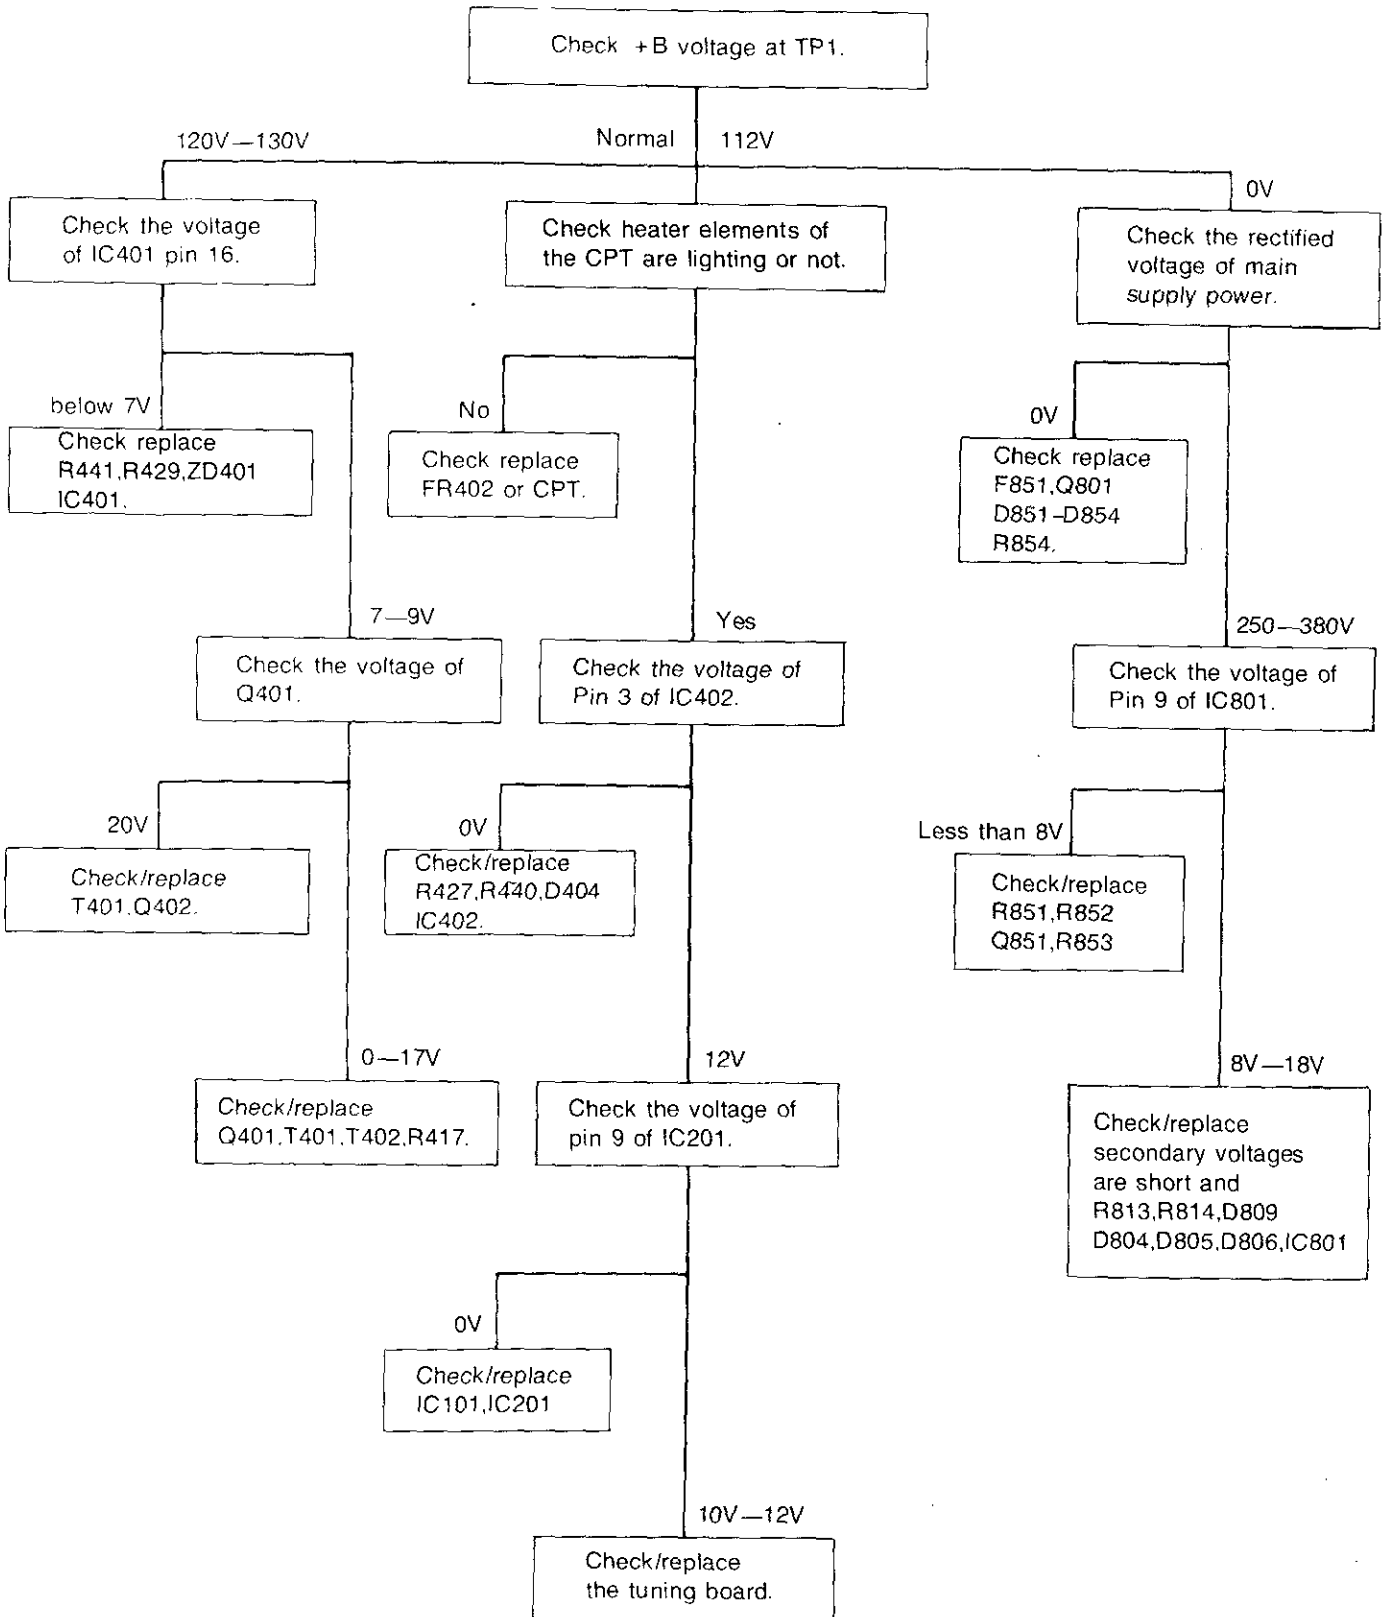 Check +B voltage at TP1.
120V—130V
Normal
112V
0V
Check the voltage
of IC401 pin 16.
Check heater elements of
the CPT are lighting or not.
Check the rectified
voltage of main
supply power.
below 7V
Check replace
R441,R429,ZD401
IC401.
No
Check replace
FR402 or CPT.
0V
Check replace
F851,Q801
D851–D854
R854.
7—9V
Check the voltage of
Q401.
Yes
Check the voltage of
Pin 3 of IC402.
250—380V
Check the voltage of
Pin 9 of IC801.
20V
Check/replace
T401,Q402.
0V
Check/replace
R427,R440,D404
IC402.
Less than 8V
Check/replace
R851,R852
Q851,R853
0—17V
Check/replace
Q401,T401,T402,R417.
12V
Check the voltage of
pin 9 of IC201.
8V—18V
Check/replace
secondary voltages
are short and
R813,R814,D809
D804,D805,D806,IC801
0V
Check/replace
IC101,IC201
10V—12V
Check/replace
the tuning board.